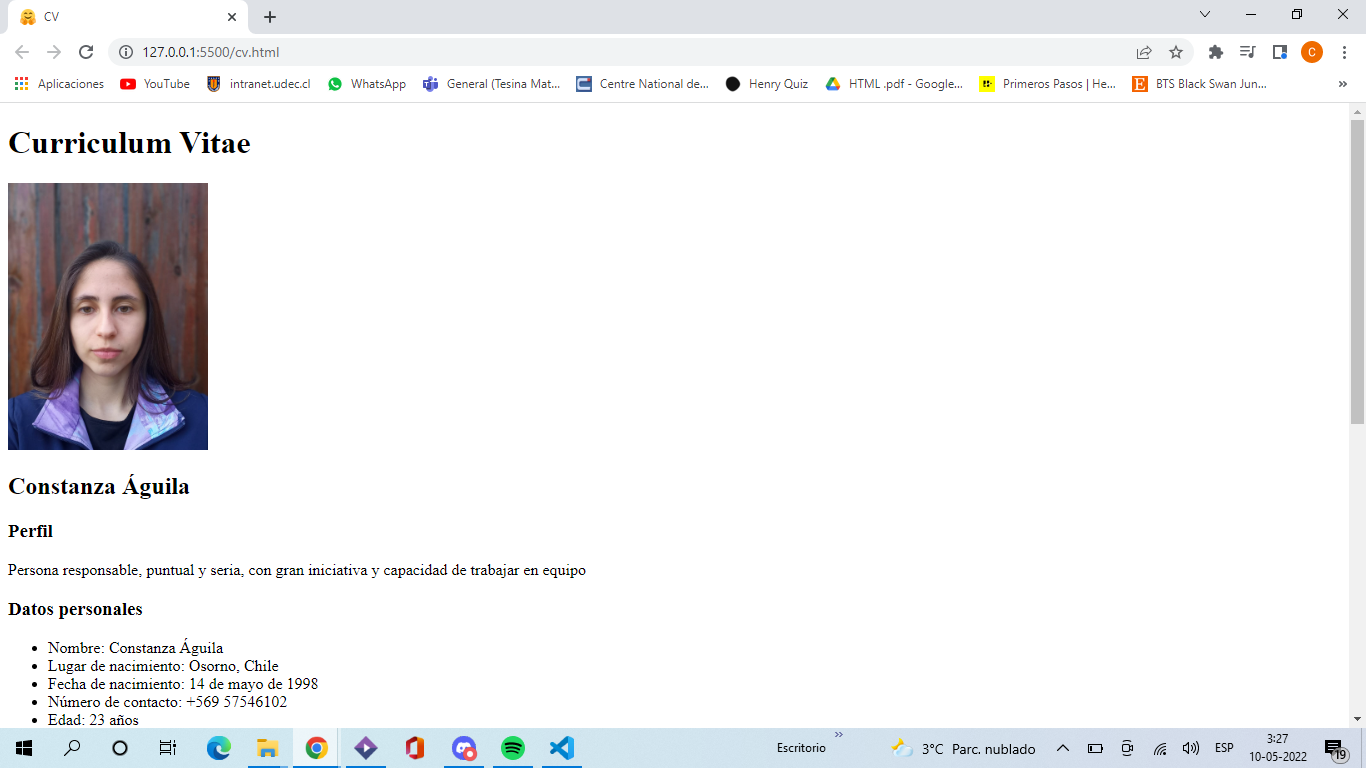 CV
127.0.0.1:5500/cv.html
C
Aplicaciones
YouTube
intranet.udec.cl
WhatsApp
General (Tesina Mat...
Centre National de...
Henry Quiz
HTML .pdf - Google...
Primeros Pasos | He...
E
BTS Black Swan Jun...
»
Curriculum Vitae
Constanza Águila
Perfil
Persona responsable, puntual y seria, con gran iniciativa y capacidad de trabajar en equipo
Datos personales
• Nombre: Constanza Águila
• Lugar de nacimiento: Osorno, Chile
• Fecha de nacimiento: 14 de mayo de 1998
• Número de contacto: +569 57546102
• Edad: 23 años
Escritorio
»
3°C Parc. nublado
ESP
3:27
10-05-2022
19